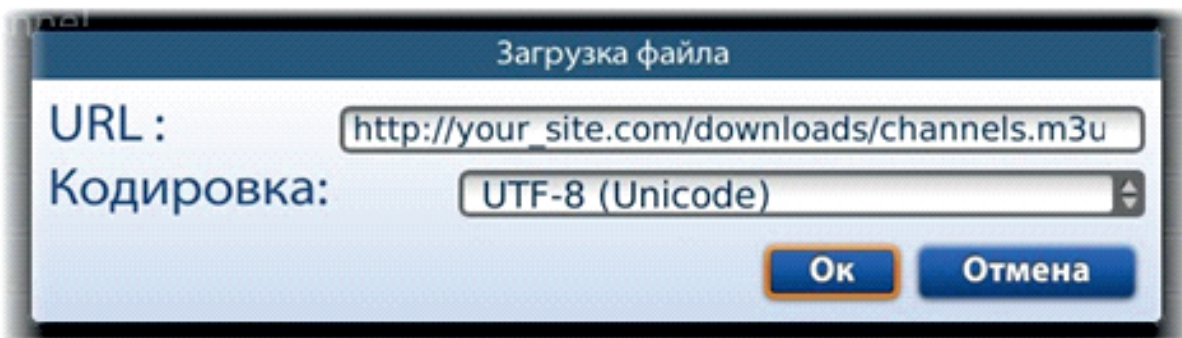 Загрузка файла
URL : http://your_site.com/downloads/channels.m3u
Кодировка: UTF-8 (Unicode)
Ок Отмена